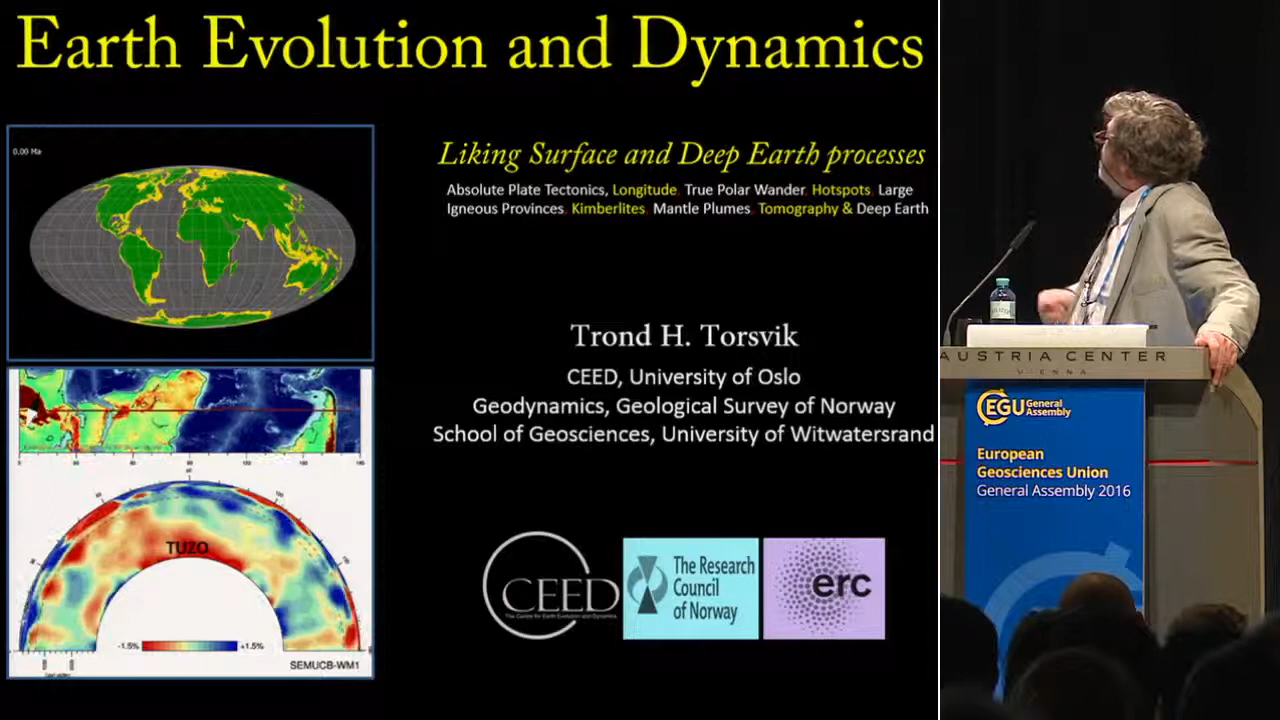 Earth Evolution and Dynamics
0.00 Ma
Liking Surface and Deep Earth processes
Absolute Plate Tectonics, Longitude, True Polar Wander, Hotspots, Large
Igneous Provinces, Kimberlites, Mantle Plumes, Tomography & Deep Earth
Trond H. Torsvik
CEED, University of Oslo
Geodynamics, Geological Survey of Norway
School of Geosciences, University of Witwatersrand
TUZO
-1.5%
+1.5%
SEMUCB-WM1
CEED
The Centre for Earth Evolution and Dynamics
The Research
Council
of Norway
erc
AUSTRIA CENTER
VIENNA
EGU General
Assembly
European
Geosciences Union
General Assembly 2016